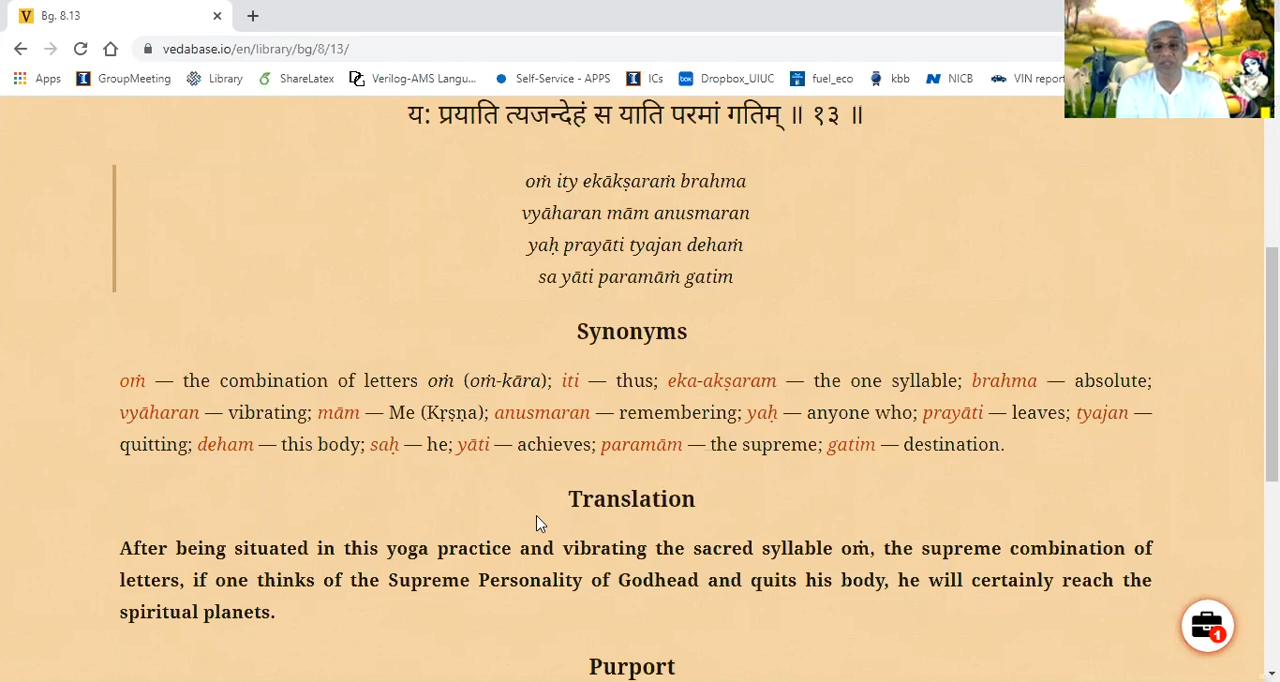 V Bg. 8.13
vedabase.io/en/library/bg/8/13/
Apps GroupMeeting Library ShareLatex Verilog-AMS Langu... Self-Service - APPS ICs Dropbox_UIUC fuel_eco kbb NICB VIN report
यः प्रयाति त्यजन्देहं स याति परमां गतिम् ॥ १३ ॥
oṁ ity ekākṣaraṁ brahma
vyāharan mām anusmaran
yaḥ prayāti tyajan dehaṁ
sa yāti paramāṁ gatim
Synonyms
oṁ — the combination of letters oṁ (oṁ-kāra); iti — thus; eka-akṣaram — the one syllable; brahma — absolute;
vyāharan — vibrating; mām — Me (Kṛṣṇa); anusmaran — remembering; yaḥ — anyone who; prayāti — leaves; tyajan —
quitting; deham — this body; saḥ — he; yāti — achieves; paramām — the supreme; gatim — destination.
Translation
After being situated in this yoga practice and vibrating the sacred syllable oṁ, the supreme combination of
letters, if one thinks of the Supreme Personality of Godhead and quits his body, he will certainly reach the
spiritual planets.
1
Purport